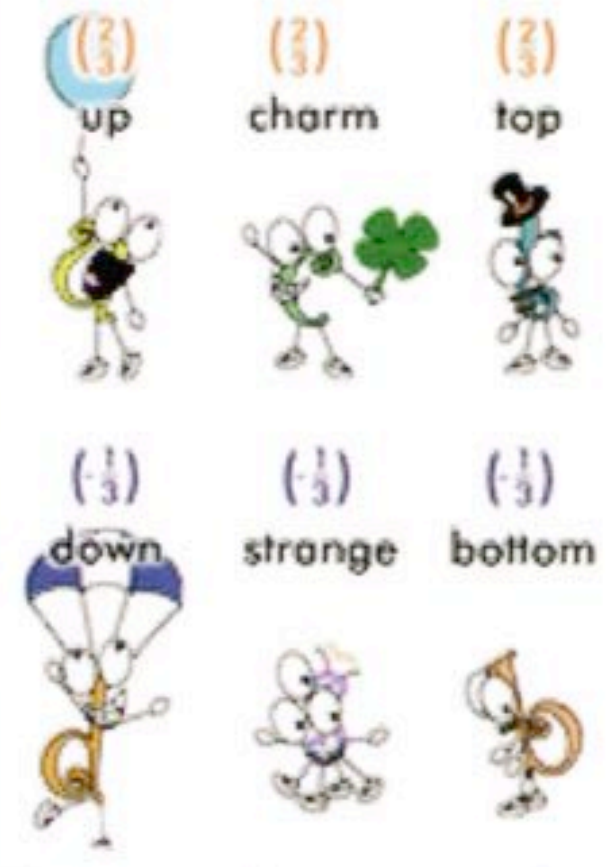 (2/3) (2/3) (2/3)
up charm top
(-1/3) (-1/3) (-1/3)
down strange bottom